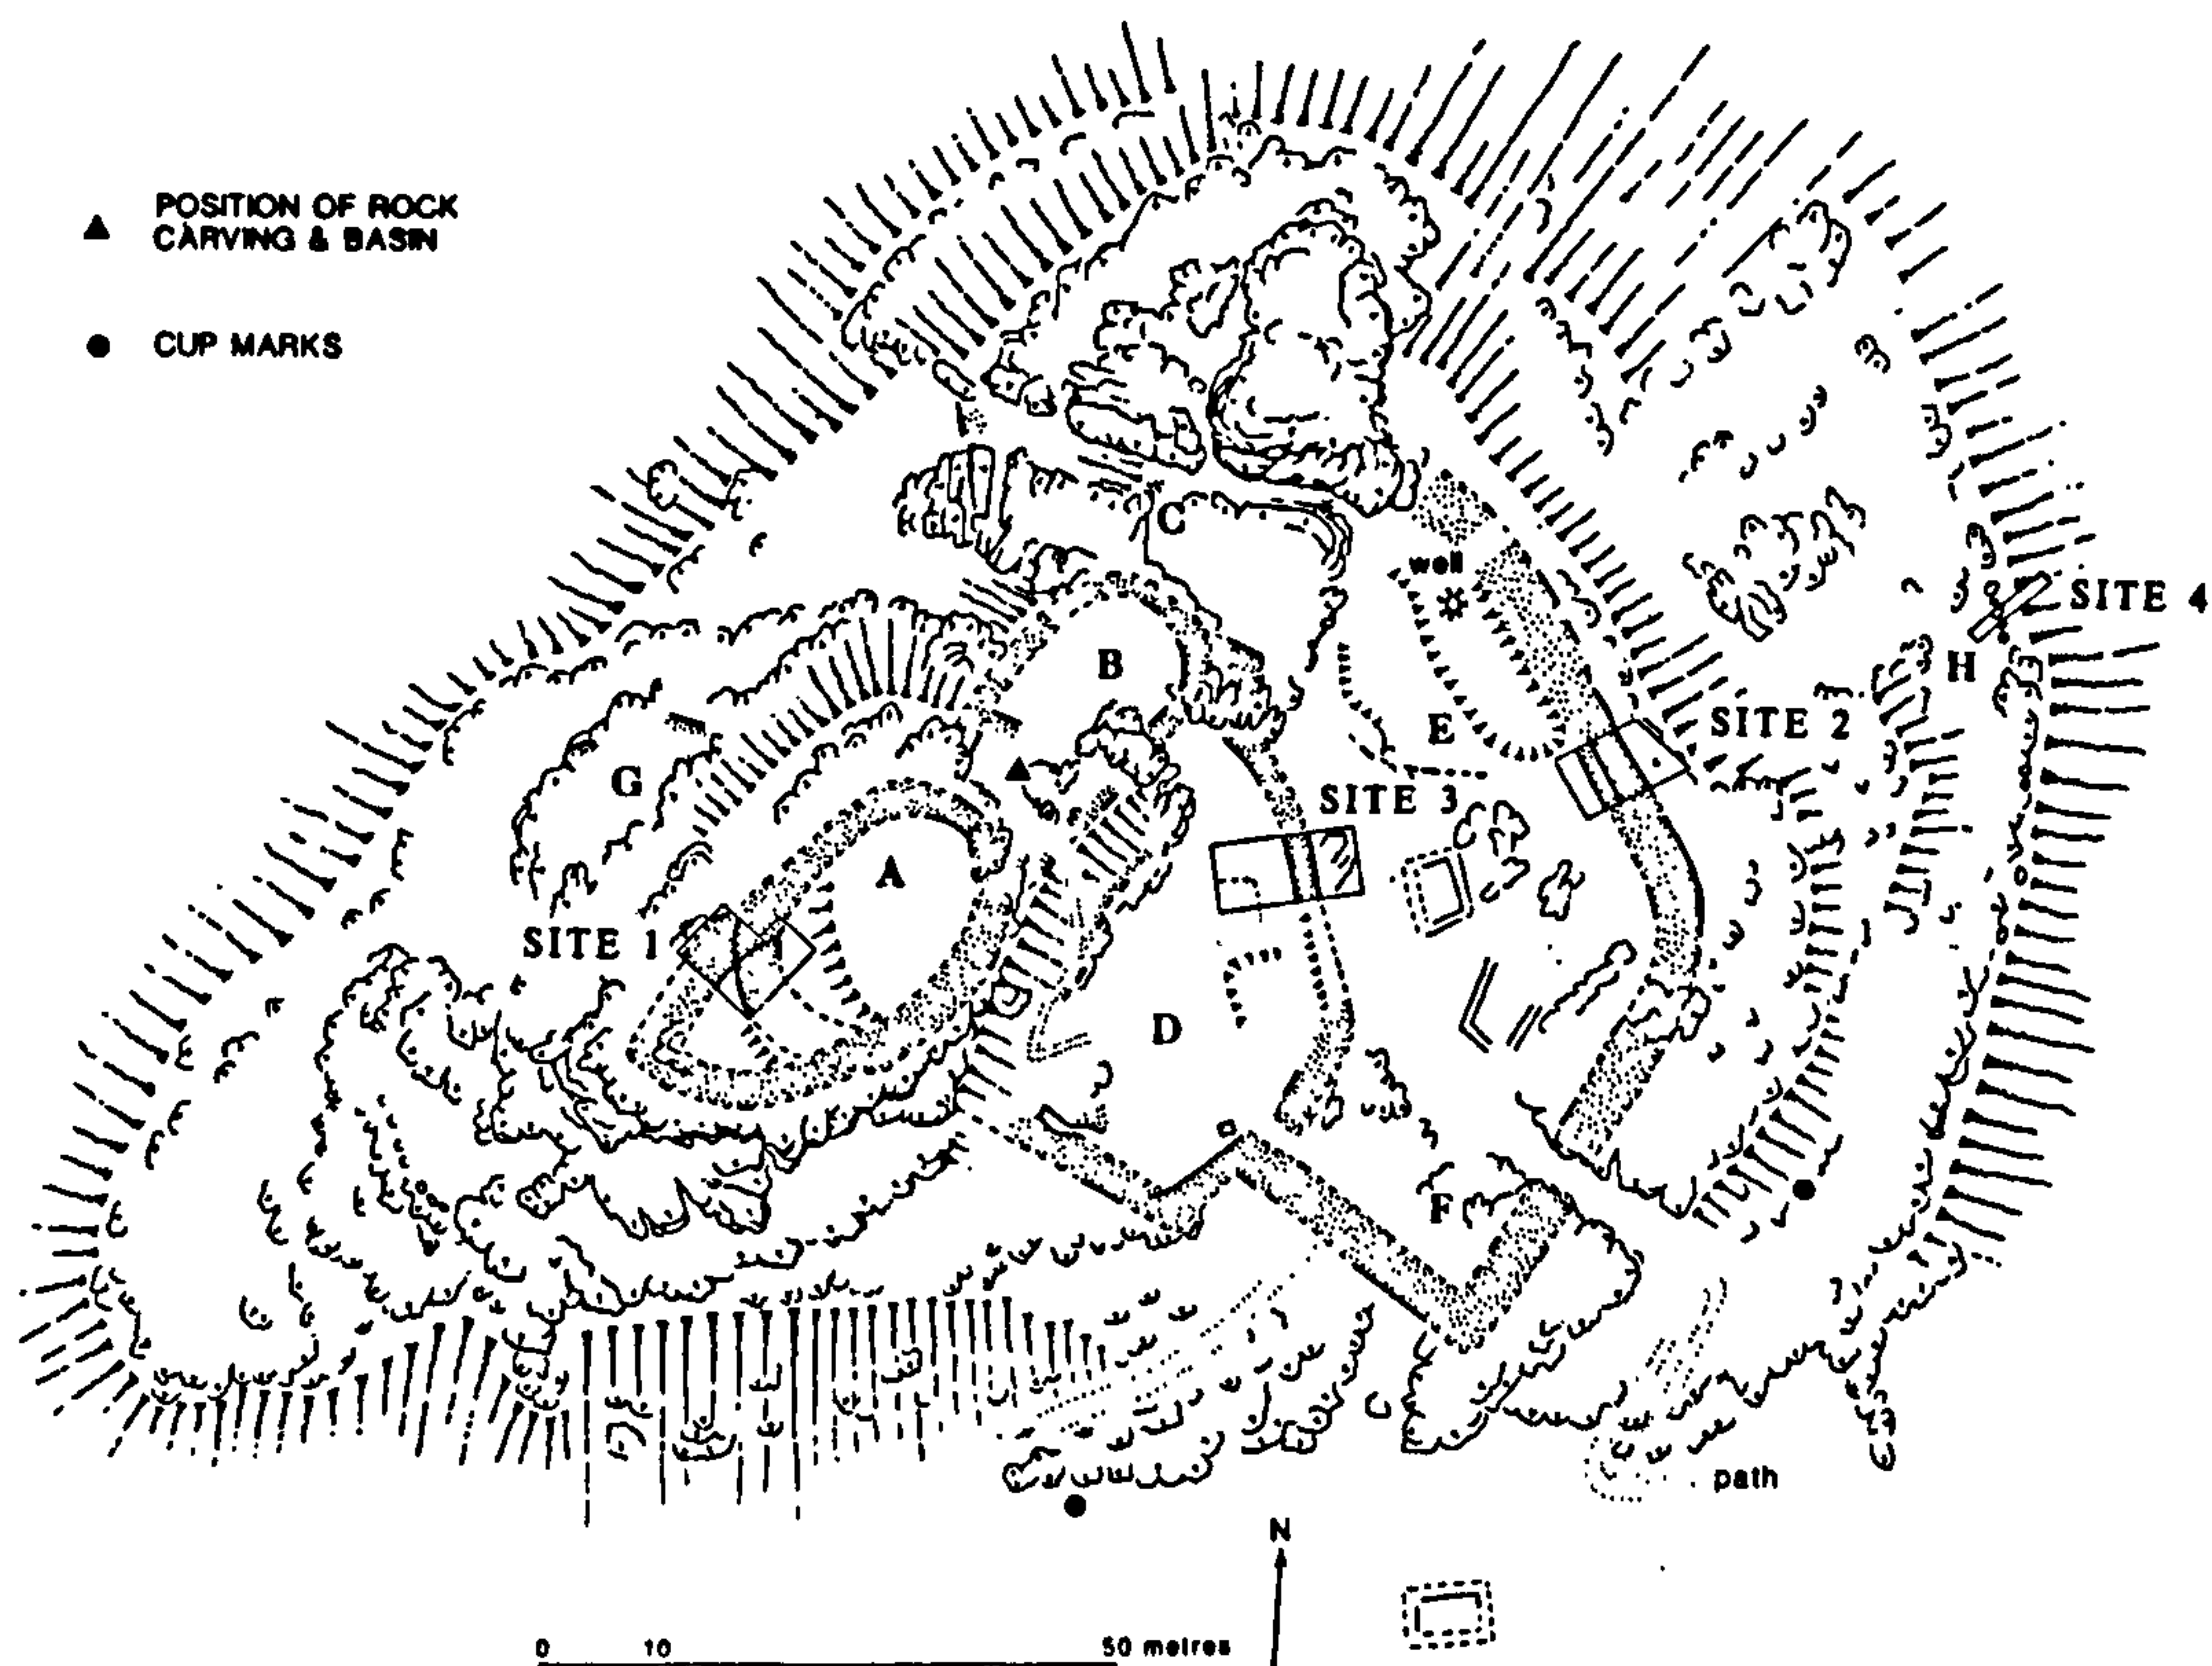 POSITION OF ROCK
CARVING & BASIN
CUP MARKS
C
well
SITE 4
B
H
SITE 2
E
G
SITE 3
A
SITE 1
D
F
path
N
0 10 50 metres